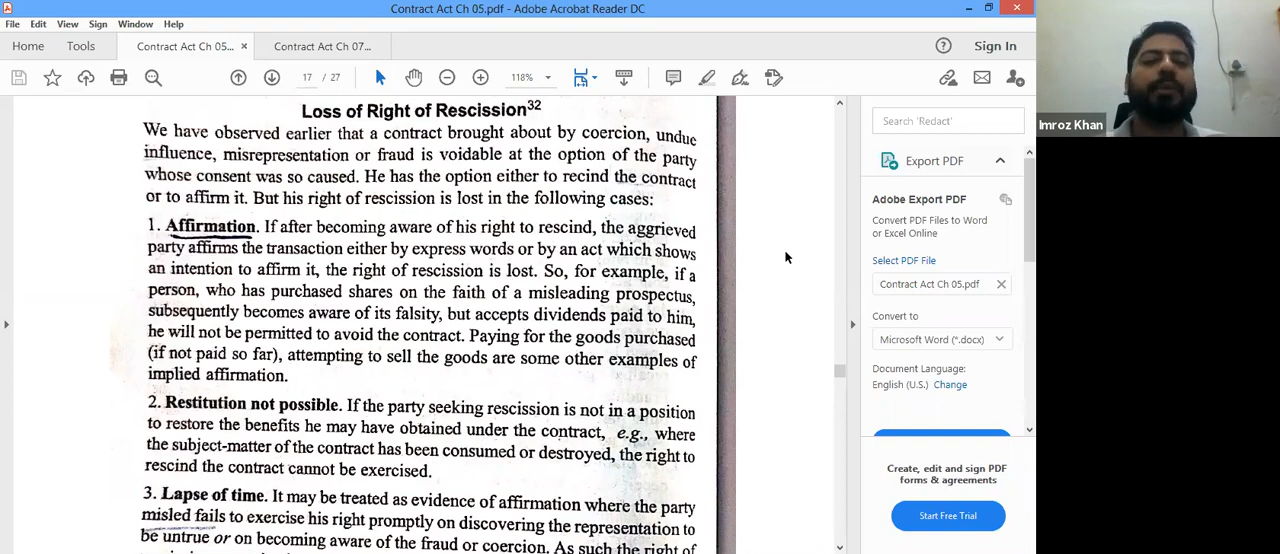 Contract Act Ch 05.pdf - Adobe Acrobat Reader DC
File Edit View Sign Window Help
Home Tools Contract Act Ch 05... × Contract Act Ch 07... Sign In
17 / 27 118%
Loss of Right of Rescission32
We have observed earlier that a contract brought about by coercion, undue
influence, misrepresentation or fraud is voidable at the option of the party
whose consent was so caused. He has the option either to recind the contract
or to affirm it. But his right of rescission is lost in the following cases:
1. Affirmation. If after becoming aware of his right to rescind, the aggrieved
party affirms the transaction either by express words or by an act which shows
an intention to affirm it, the right of rescission is lost. So, for example, if a
person, who has purchased shares on the faith of a misleading prospectus,
subsequently becomes aware of its falsity, but accepts dividends paid to him,
he will not be permitted to avoid the contract. Paying for the goods purchased
(if not paid so far), attempting to sell the goods are some other examples of
implied affirmation.
2. Restitution not possible. If the party seeking rescission is not in a position
to restore the benefits he may have obtained under the contract, e.g., where
the subject-matter of the contract has been consumed or destroyed, the right to
rescind the contract cannot be exercised.
3. Lapse of time. It may be treated as evidence of affirmation where the party
misled fails to exercise his right promptly on discovering the representation to
be untrue or on becoming aware of the fraud or coercion. As such the right of
Search 'Redact'
Export PDF
Adobe Export PDF
Convert PDF Files to Word
or Excel Online
Select PDF File
Contract Act Ch 05.pdf
Convert to
Microsoft Word (*.docx)
Document Language:
English (U.S.) Change
Create, edit and sign PDF
forms & agreements
Start Free Trial
Imroz Khan